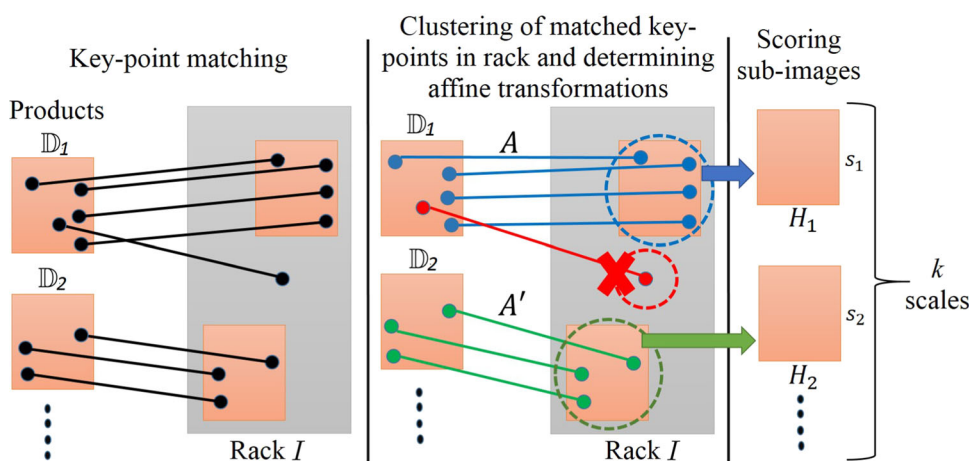 Key-point matching
Products
𝔻1
𝔻2
Rack I
Clustering of matched key-
points in rack and determining
affine transformations
𝔻1
A
𝔻2
A′
Rack I
Scoring
sub-images
s1
H1
s2
H2
k
scales